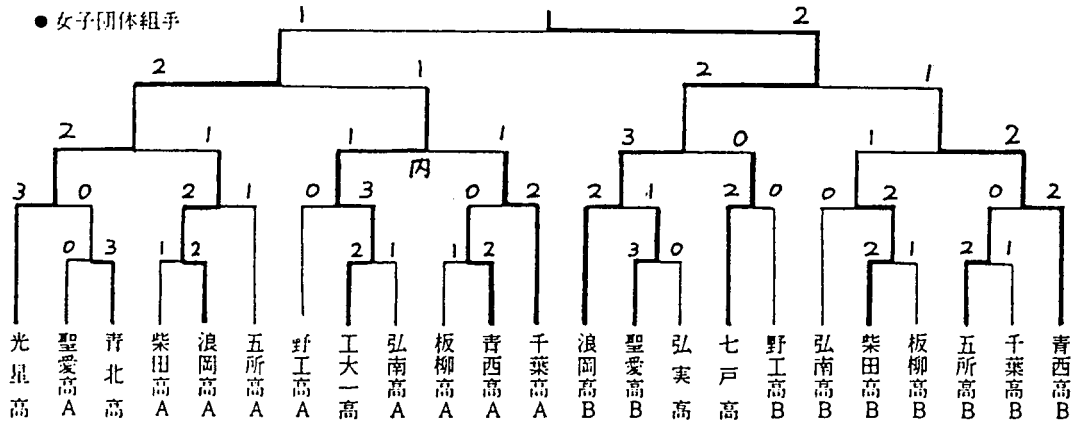 ● 女子団体組手
1 2
2 1 2 1
2 1 1 1 3 0 1 2
内
3 0 2 1 0 3 0 2 2 1 2 0 0 2 0 2
0 3 1 2 2 1 1 2 3 0 2 1 2 1
光星高
聖愛高A
青北高
柴田高A
浪岡高A
五所高A
野工高A
工大一高
弘南高A
板柳高A
青西高A
千葉高A
浪岡高B
聖愛高B
弘実高
七戸高
野工高B
弘南高B
柴田高B
板柳高B
五所高B
千葉高B
青西高B